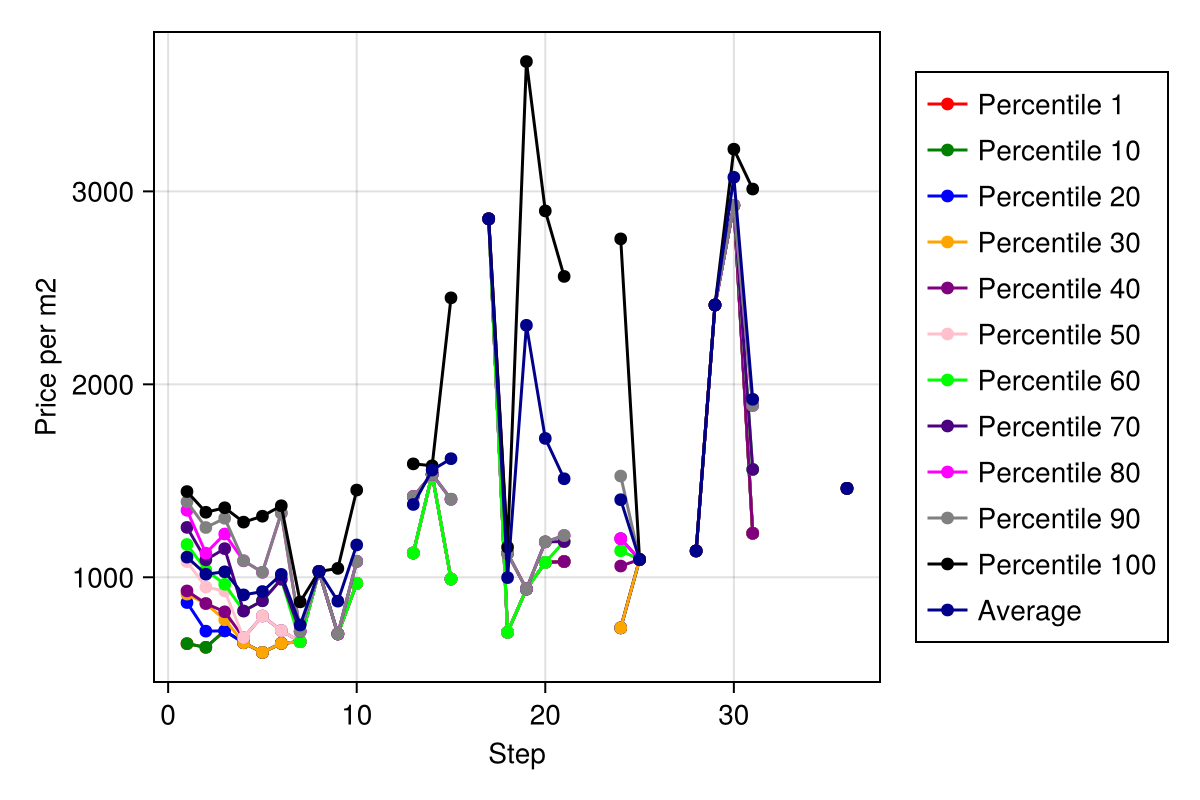 Price per m2
3000
2000
1000
0 10 20 30
Step
Percentile 1
Percentile 10
Percentile 20
Percentile 30
Percentile 40
Percentile 50
Percentile 60
Percentile 70
Percentile 80
Percentile 90
Percentile 100
Average